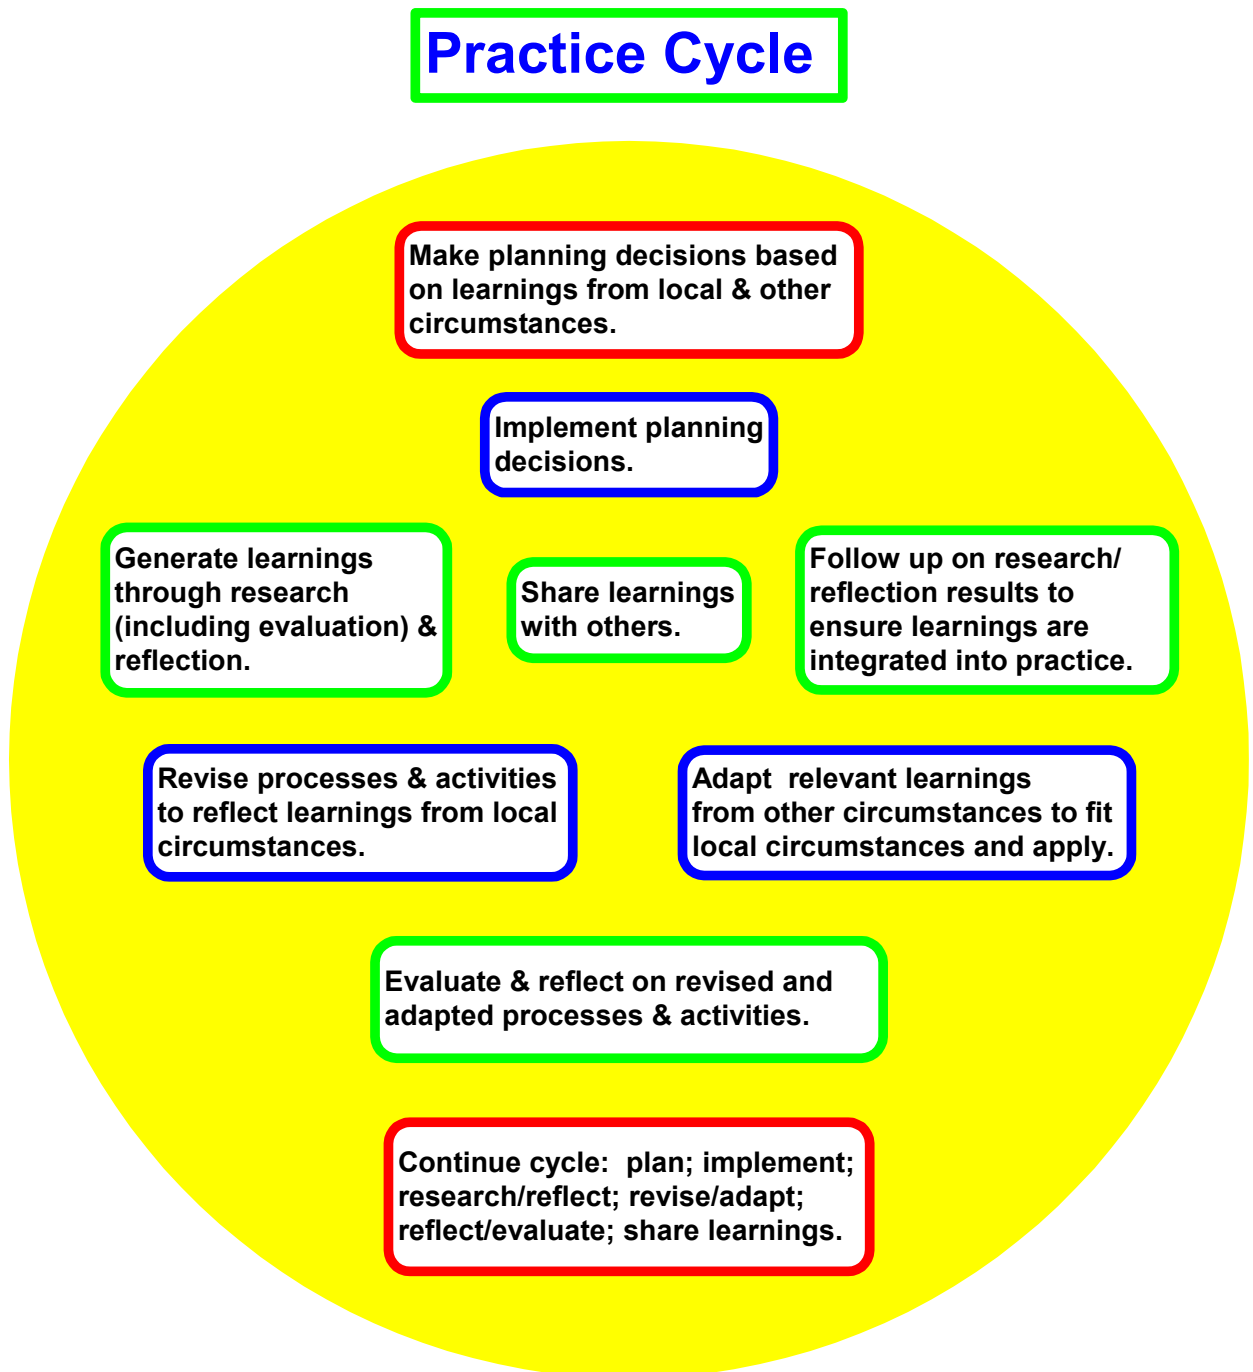 Practice Cycle
Make planning decisions based
on learnings from local & other
circumstances.
Implement planning
decisions.
Generate learnings
through research
(including evaluation) &
reflection.
Share learnings
with others.
Follow up on research/
reflection results to
ensure learnings are
integrated into practice.
Revise processes & activities
to reflect learnings from local
circumstances.
Adapt  relevant learnings
from other circumstances to fit
local circumstances and apply.
Evaluate & reflect on revised and
adapted processes & activities.
Continue cycle:  plan; implement;
research/reflect; revise/adapt;
reflect/evaluate; share learnings.